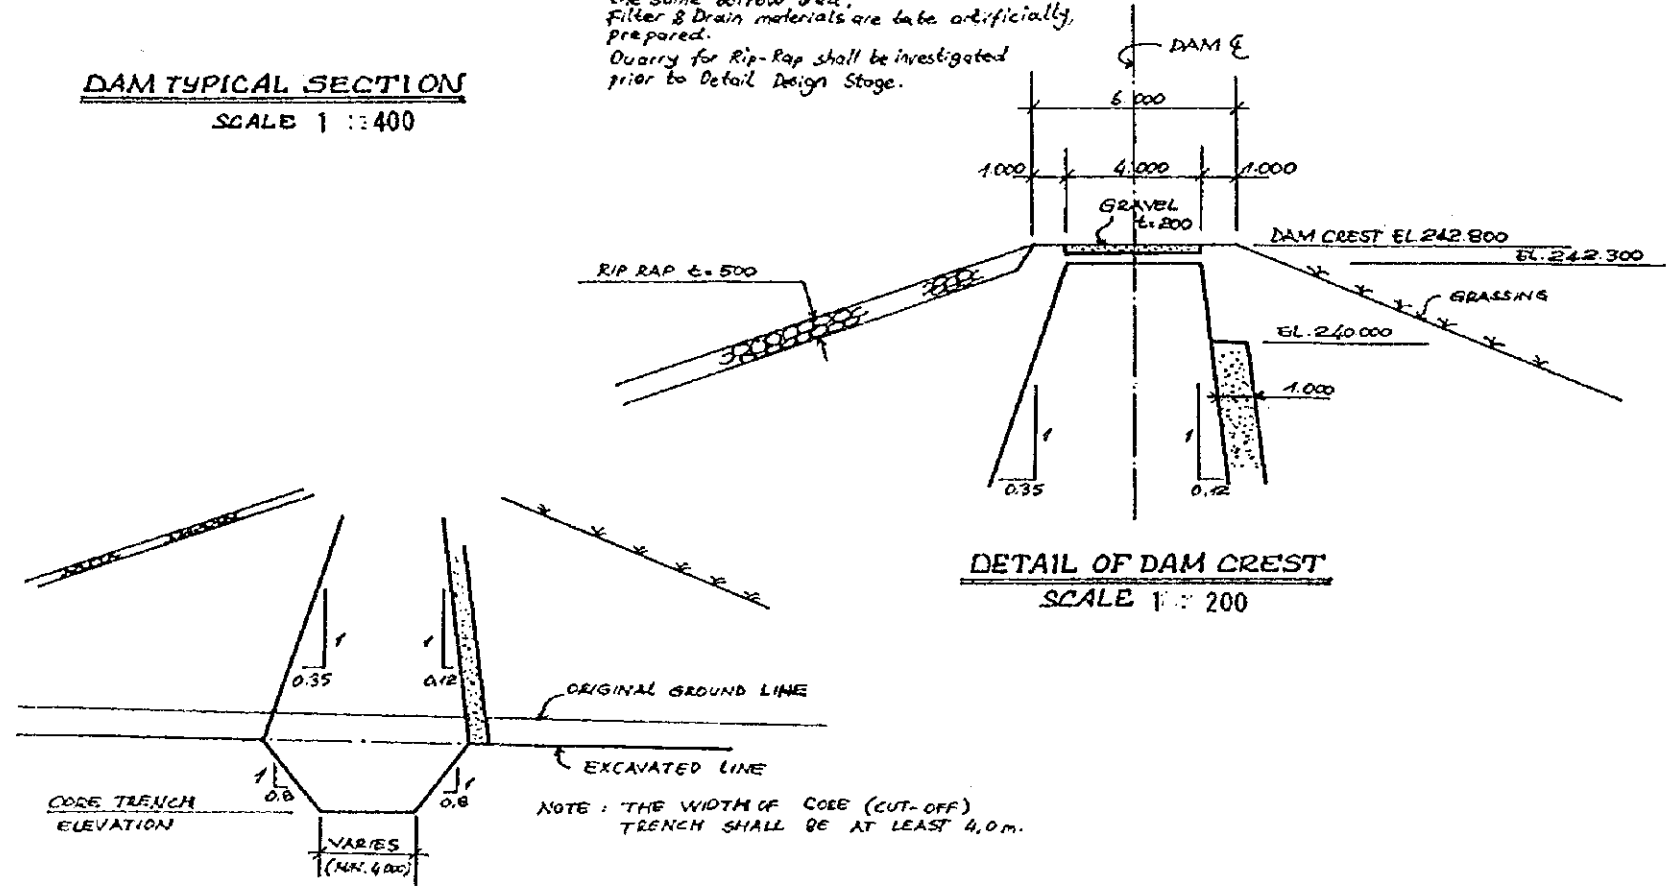 the same borrow area.
Filter & Drain materials are to be artificially
prepared.
Quarry for Rip-Rap shall be investigated
prior to Detail Design Stage.
DAM TYPICAL SECTION
SCALE 1 : 400
DAM ℄
6.000
1.000 4.000 1.000
GRAVEL
t=200
DAM CREST EL.242.800
EL.242.300
RIP RAP t=500
GRASSING
EL.240.000
1.000
1
0.35
1
0.12
DETAIL OF DAM CREST
SCALE 1 : 200
1
0.35
1
0.12
ORIGINAL GROUND LINE
EXCAVATED LINE
1
0.8
1
0.8
CORE TRENCH
ELEVATION
VARIES
(MIN. 4.000)
NOTE : THE WIDTH OF CORE (CUT-OFF)
TRENCH SHALL BE AT LEAST 4,0 m.